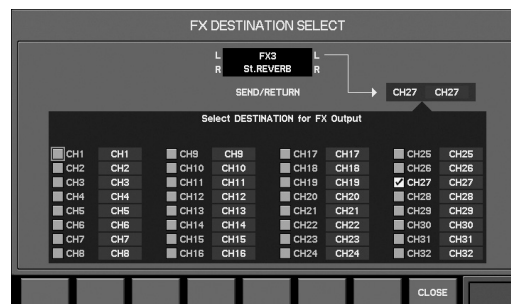 FX DESTINATION SELECT
L FX3 L
R St.REVERB R
SEND/RETURN CH27 CH27
Select DESTINATION for FX Output
CH1 CH1 CH9 CH9 CH17 CH17 CH25 CH25
CH2 CH2 CH10 CH10 CH18 CH18 CH26 CH26
CH3 CH3 CH11 CH11 CH19 CH19 CH27 CH27
CH4 CH4 CH12 CH12 CH20 CH20 CH28 CH28
CH5 CH5 CH13 CH13 CH21 CH21 CH29 CH29
CH6 CH6 CH14 CH14 CH22 CH22 CH30 CH30
CH7 CH7 CH15 CH15 CH23 CH23 CH31 CH31
CH8 CH8 CH16 CH16 CH24 CH24 CH32 CH32
CLOSE